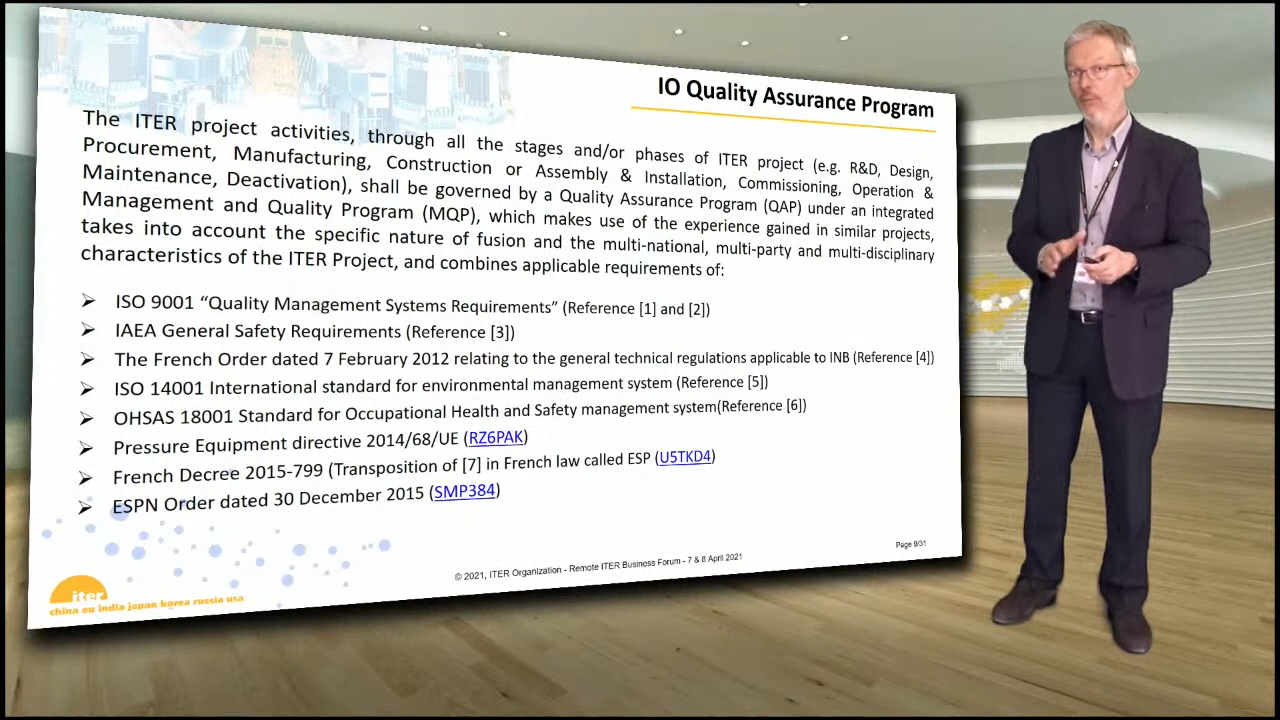 IO Quality Assurance Program
The ITER project activities, through all the stages and/or phases of ITER project (e.g. R&D, Design,
Procurement, Manufacturing, Construction or Assembly & Installation, Commissioning, Operation &
Maintenance, Deactivation), shall be governed by a Quality Assurance Program (QAP) under an integrated
Management and Quality Program (MQP), which makes use of the experience gained in similar projects,
takes into account the specific nature of fusion and the multi-national, multi-party and multi-disciplinary
characteristics of the ITER Project, and combines applicable requirements of:
➢ ISO 9001 “Quality Management Systems Requirements” (Reference [1] and [2])
➢ IAEA General Safety Requirements (Reference [3])
➢ The French Order dated 7 February 2012 relating to the general technical regulations applicable to INB (Reference [4])
➢ ISO 14001 International standard for environmental management system (Reference [5])
➢ OHSAS 18001 Standard for Occupational Health and Safety management system(Reference [6])
➢ Pressure Equipment directive 2014/68/UE (RZ6PAK)
➢ French Decree 2015-799 (Transposition of [7] in French law called ESP (U5TKD4)
➢ ESPN Order dated 30 December 2015 (SMP384)
Page 9/31
© 2021, ITER Organization - Remote ITER Business Forum - 7 & 8 April 2021
iter
china eu india japan korea russia usa